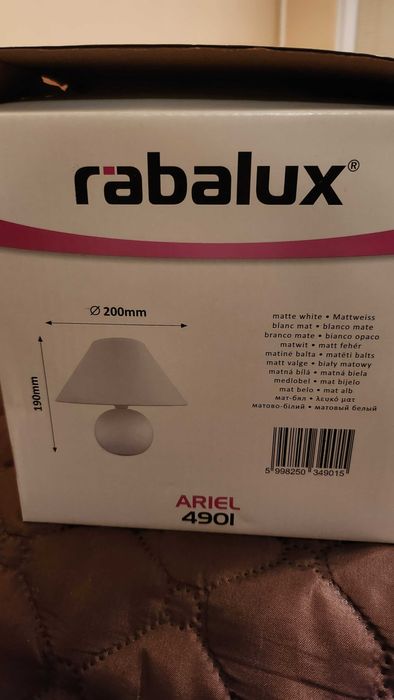 rabalux®
Ø 200mm
190mm
matte white • Mattweiss
blanc mat • blanco mate
branco mate • bianco opaco
matwit • matt fehér
matinė balta • matēti balts
matt valge • biały matowy
matná bílá • matná biela
medlobel • mat bijelo
mat belo • mat alb
мат-бял • λευκό ματ
матово-білий • матовый белый
5 998250 349015
ARIEL
4901